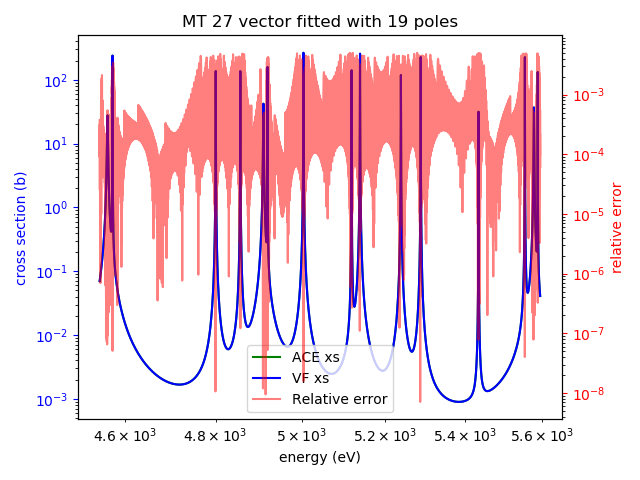 MT 27 vector fitted with 19 poles
cross section (b)
10²
10¹
10⁰
10⁻¹
10⁻²
10⁻³
10⁻³
10⁻⁴
10⁻⁵
10⁻⁶
10⁻⁷
10⁻⁸
relative error
ACE xs
VF xs
Relative error
4.6 × 10³ 4.8 × 10³ 5 × 10³ 5.2 × 10³ 5.4 × 10³ 5.6 × 10³
energy (eV)